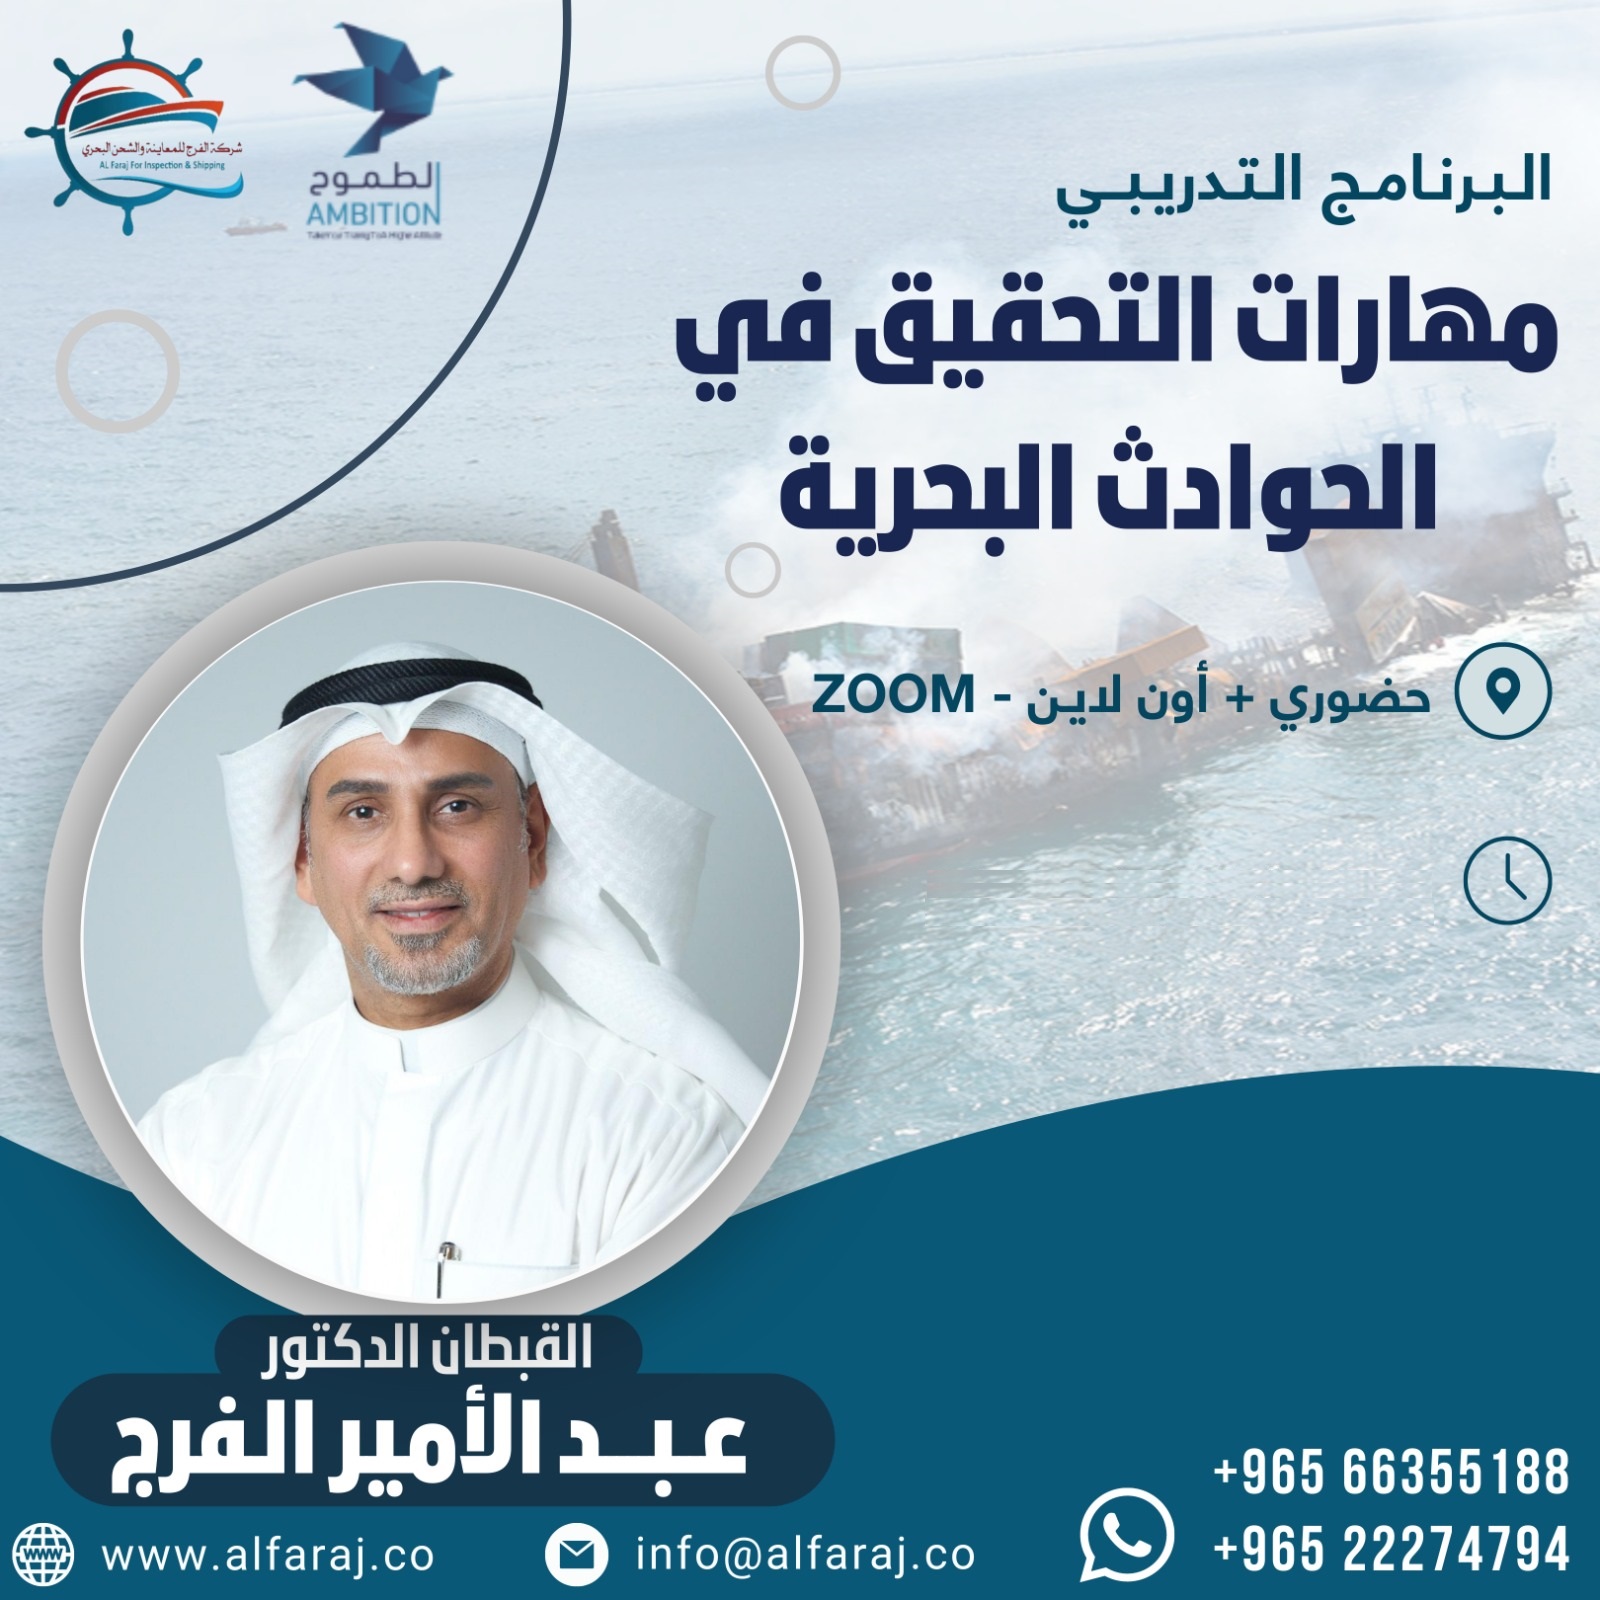 شركة الفرج للمعاينة والشحن البحري
AL Faraj For Inspection & Shipping
الطموح
AMBITION
البرنامج التدريبي
مهارات التحقيق في
الحوادث البحرية
حضوري + أون لاين - ZOOM
القبطان الدكتور
عبد الأمير الفرج
+965 66355188
+965 22274794
www.alfaraj.co
info@alfaraj.co
WWW